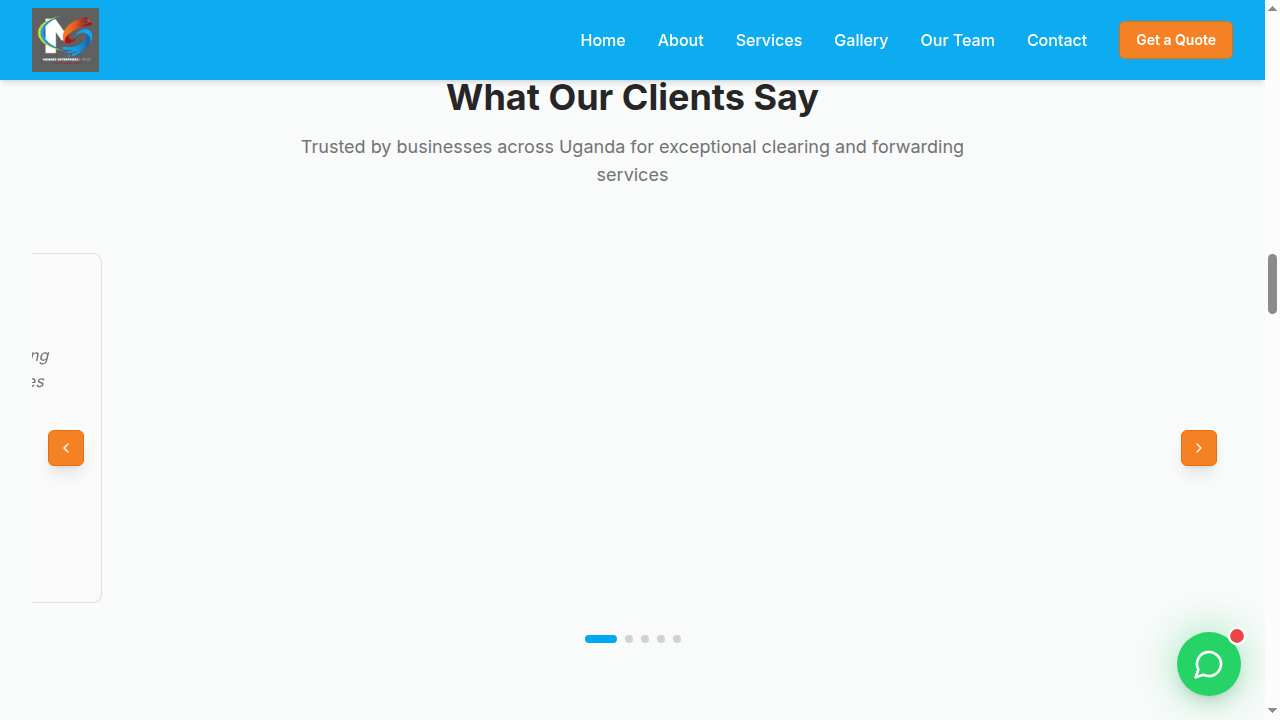 Home About Services Gallery Our Team Contact Get a Quote
What Our Clients Say
Trusted by businesses across Uganda for exceptional clearing and forwarding
services
ng
es